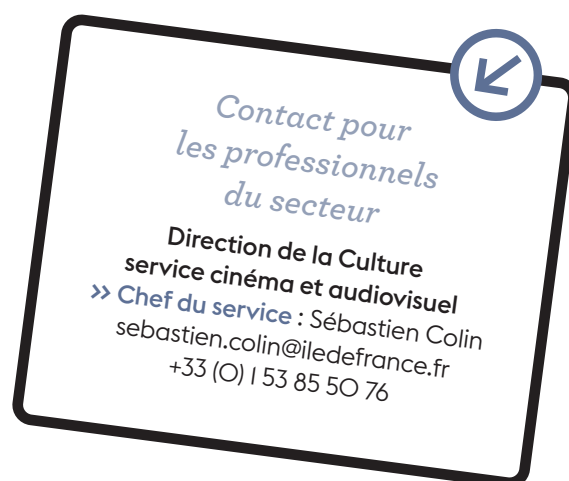 Contact pour
les professionnels
du secteur
Direction de la Culture
service cinéma et audiovisuel
›› Chef du service : Sébastien Colin
sebastien.colin@iledefrance.fr
+33 (0) 1 53 85 50 76